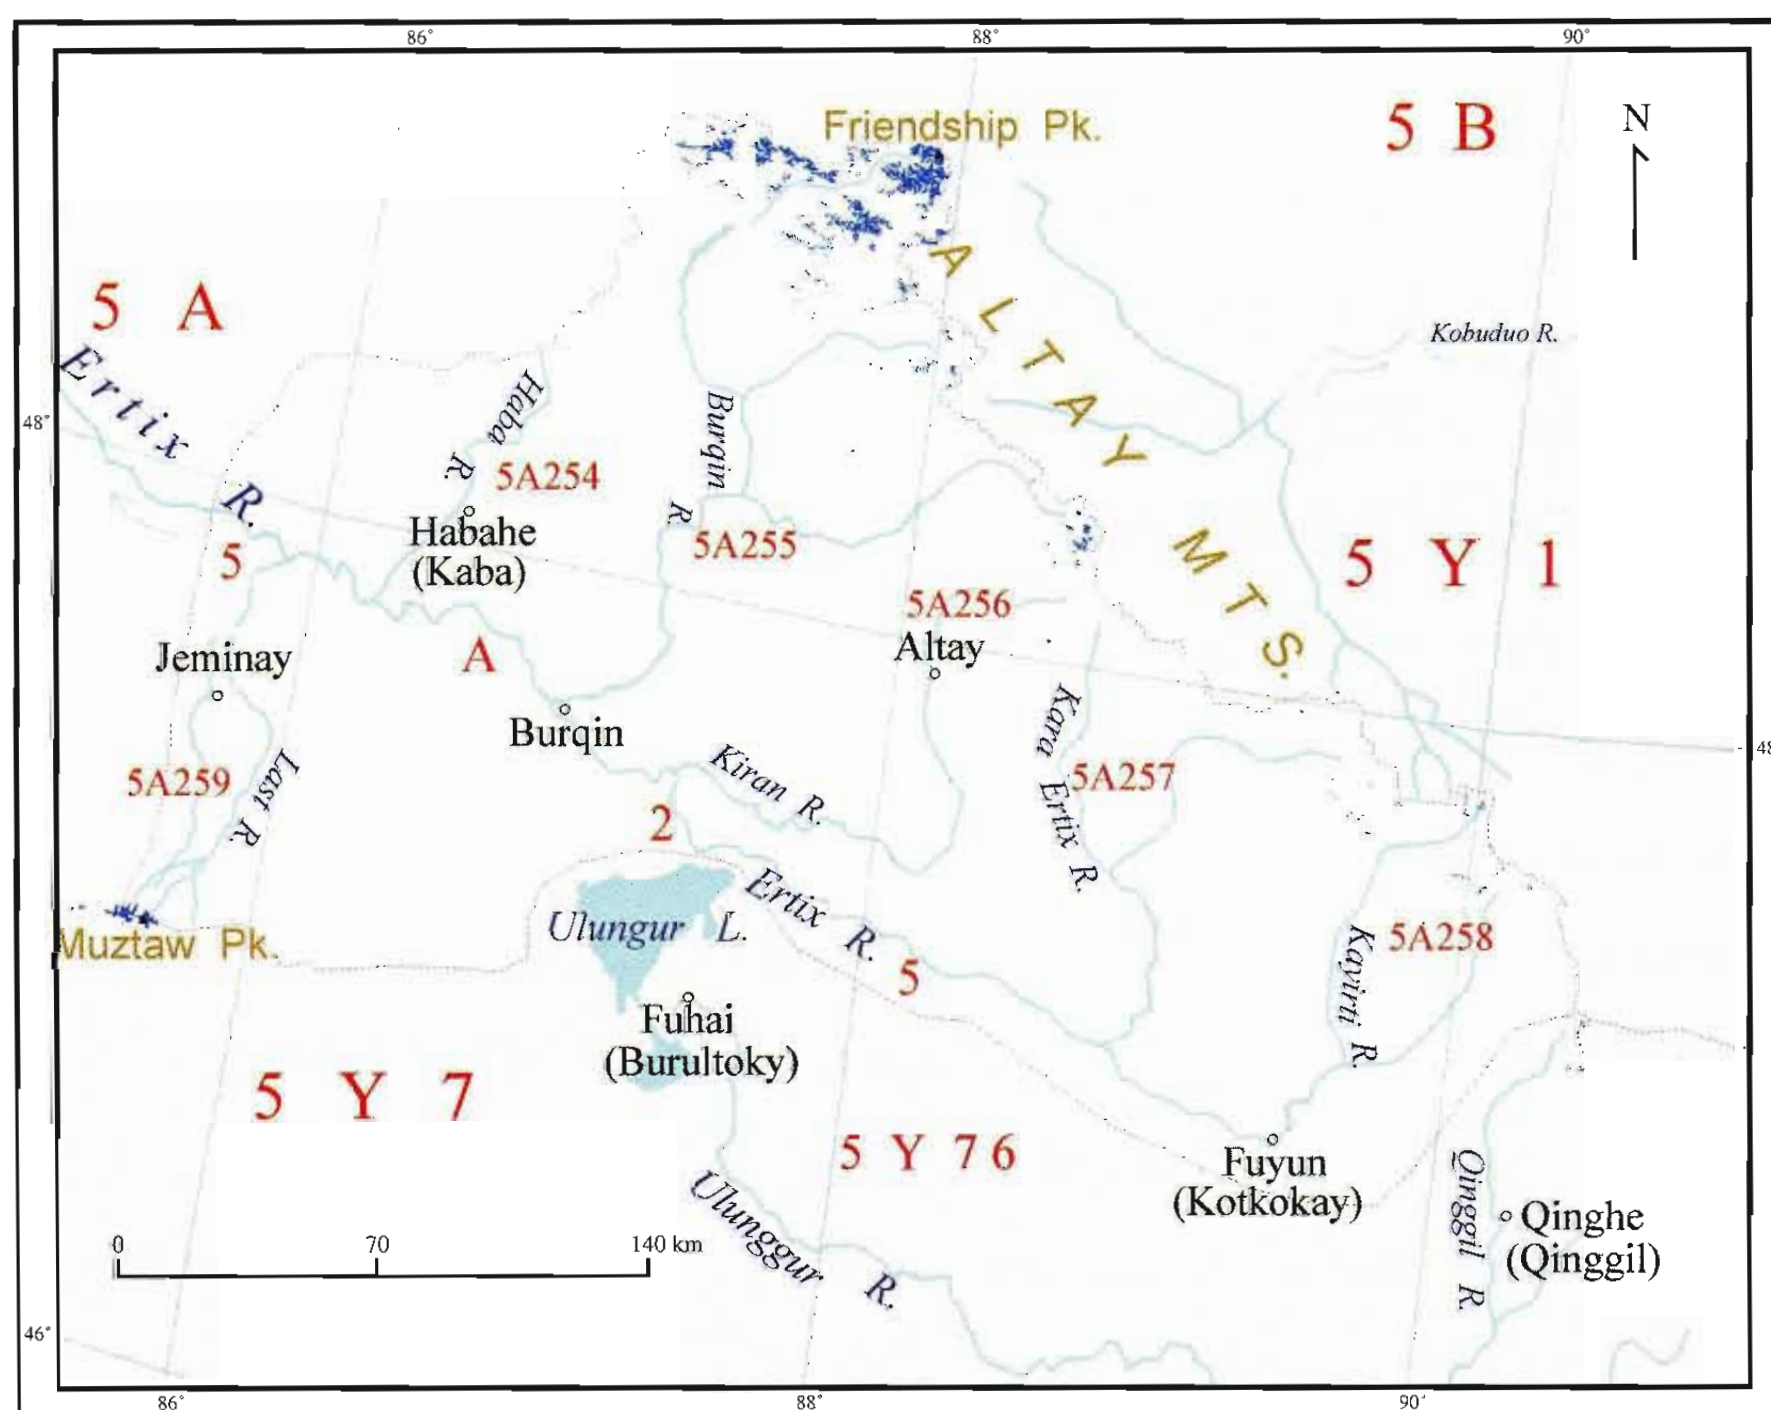 86° 88° 90°
Friendship Pk.
5 B
N
5 A
ALTAY MTS.
Kobuduo R.
Ertix R.
48°
Haba R.
Burqin R.
5A254
Habahe
(Kaba)
5
5A255
5 Y 1
5A256
Altay
Jeminay
A
Burqin
Kara Ertix R.
48
Kiran R.
5A257
5A259
Last R.
2
Ertix R.
Ulungur L.
Muztaw Pk.
5
Kayirti R.
5A258
Fuhai
(Burultoky)
5 Y 7
5 Y 76
Fuyun
(Kotkokay)
Ulunggur R.
Qinggil R.
Qinghe
(Qinggil)
0 70 140 km
46°
86° 88° 90°